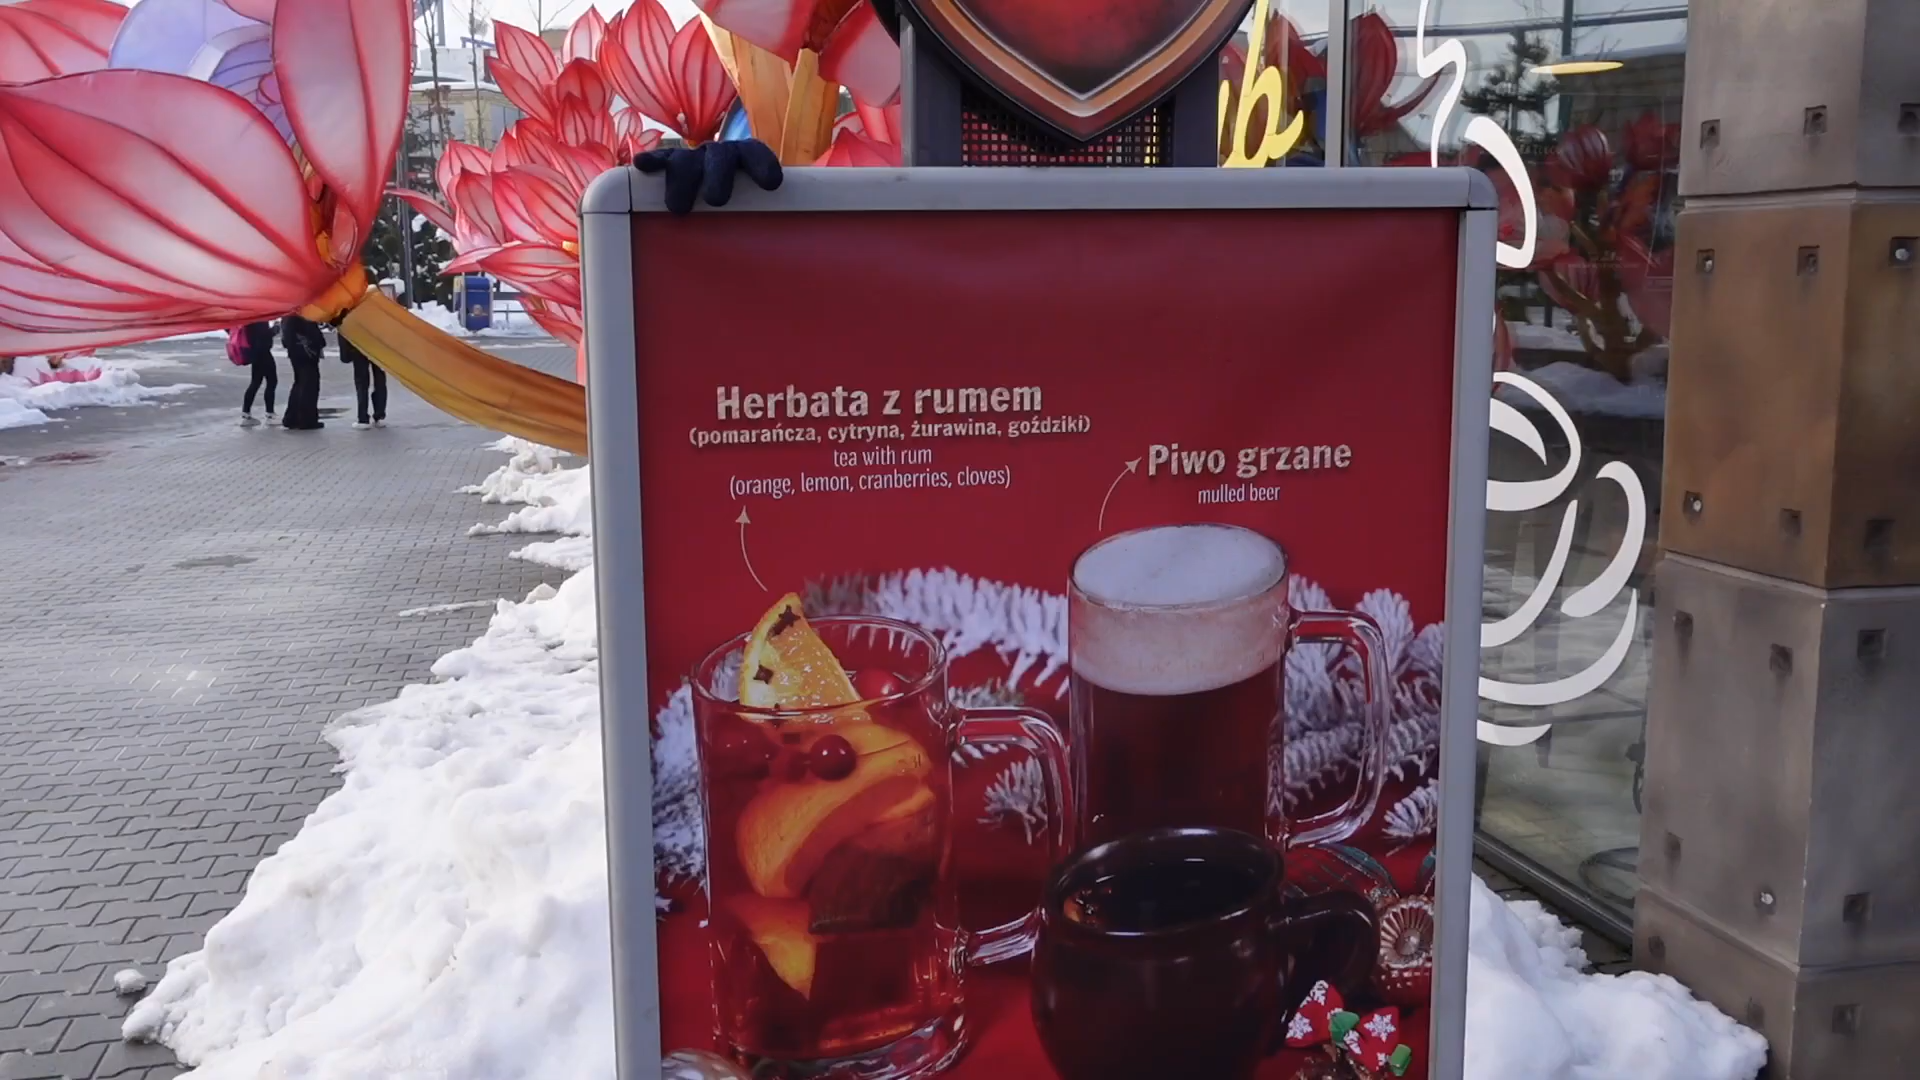 Herbata z rumem
(pomarańcza, cytryna, żurawina, goździki)
tea with rum
(orange, lemon, cranberries, cloves)
Piwo grzane
mulled beer